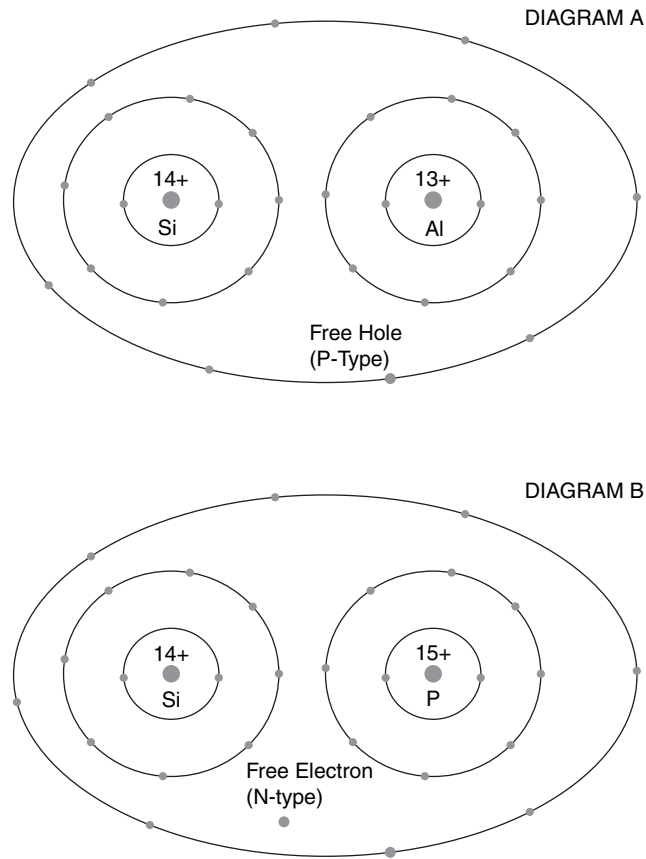 DIAGRAM A
14+
Si
13+
Al
Free Hole
(P-Type)
DIAGRAM B
14+
Si
15+
P
Free Electron
(N-type)